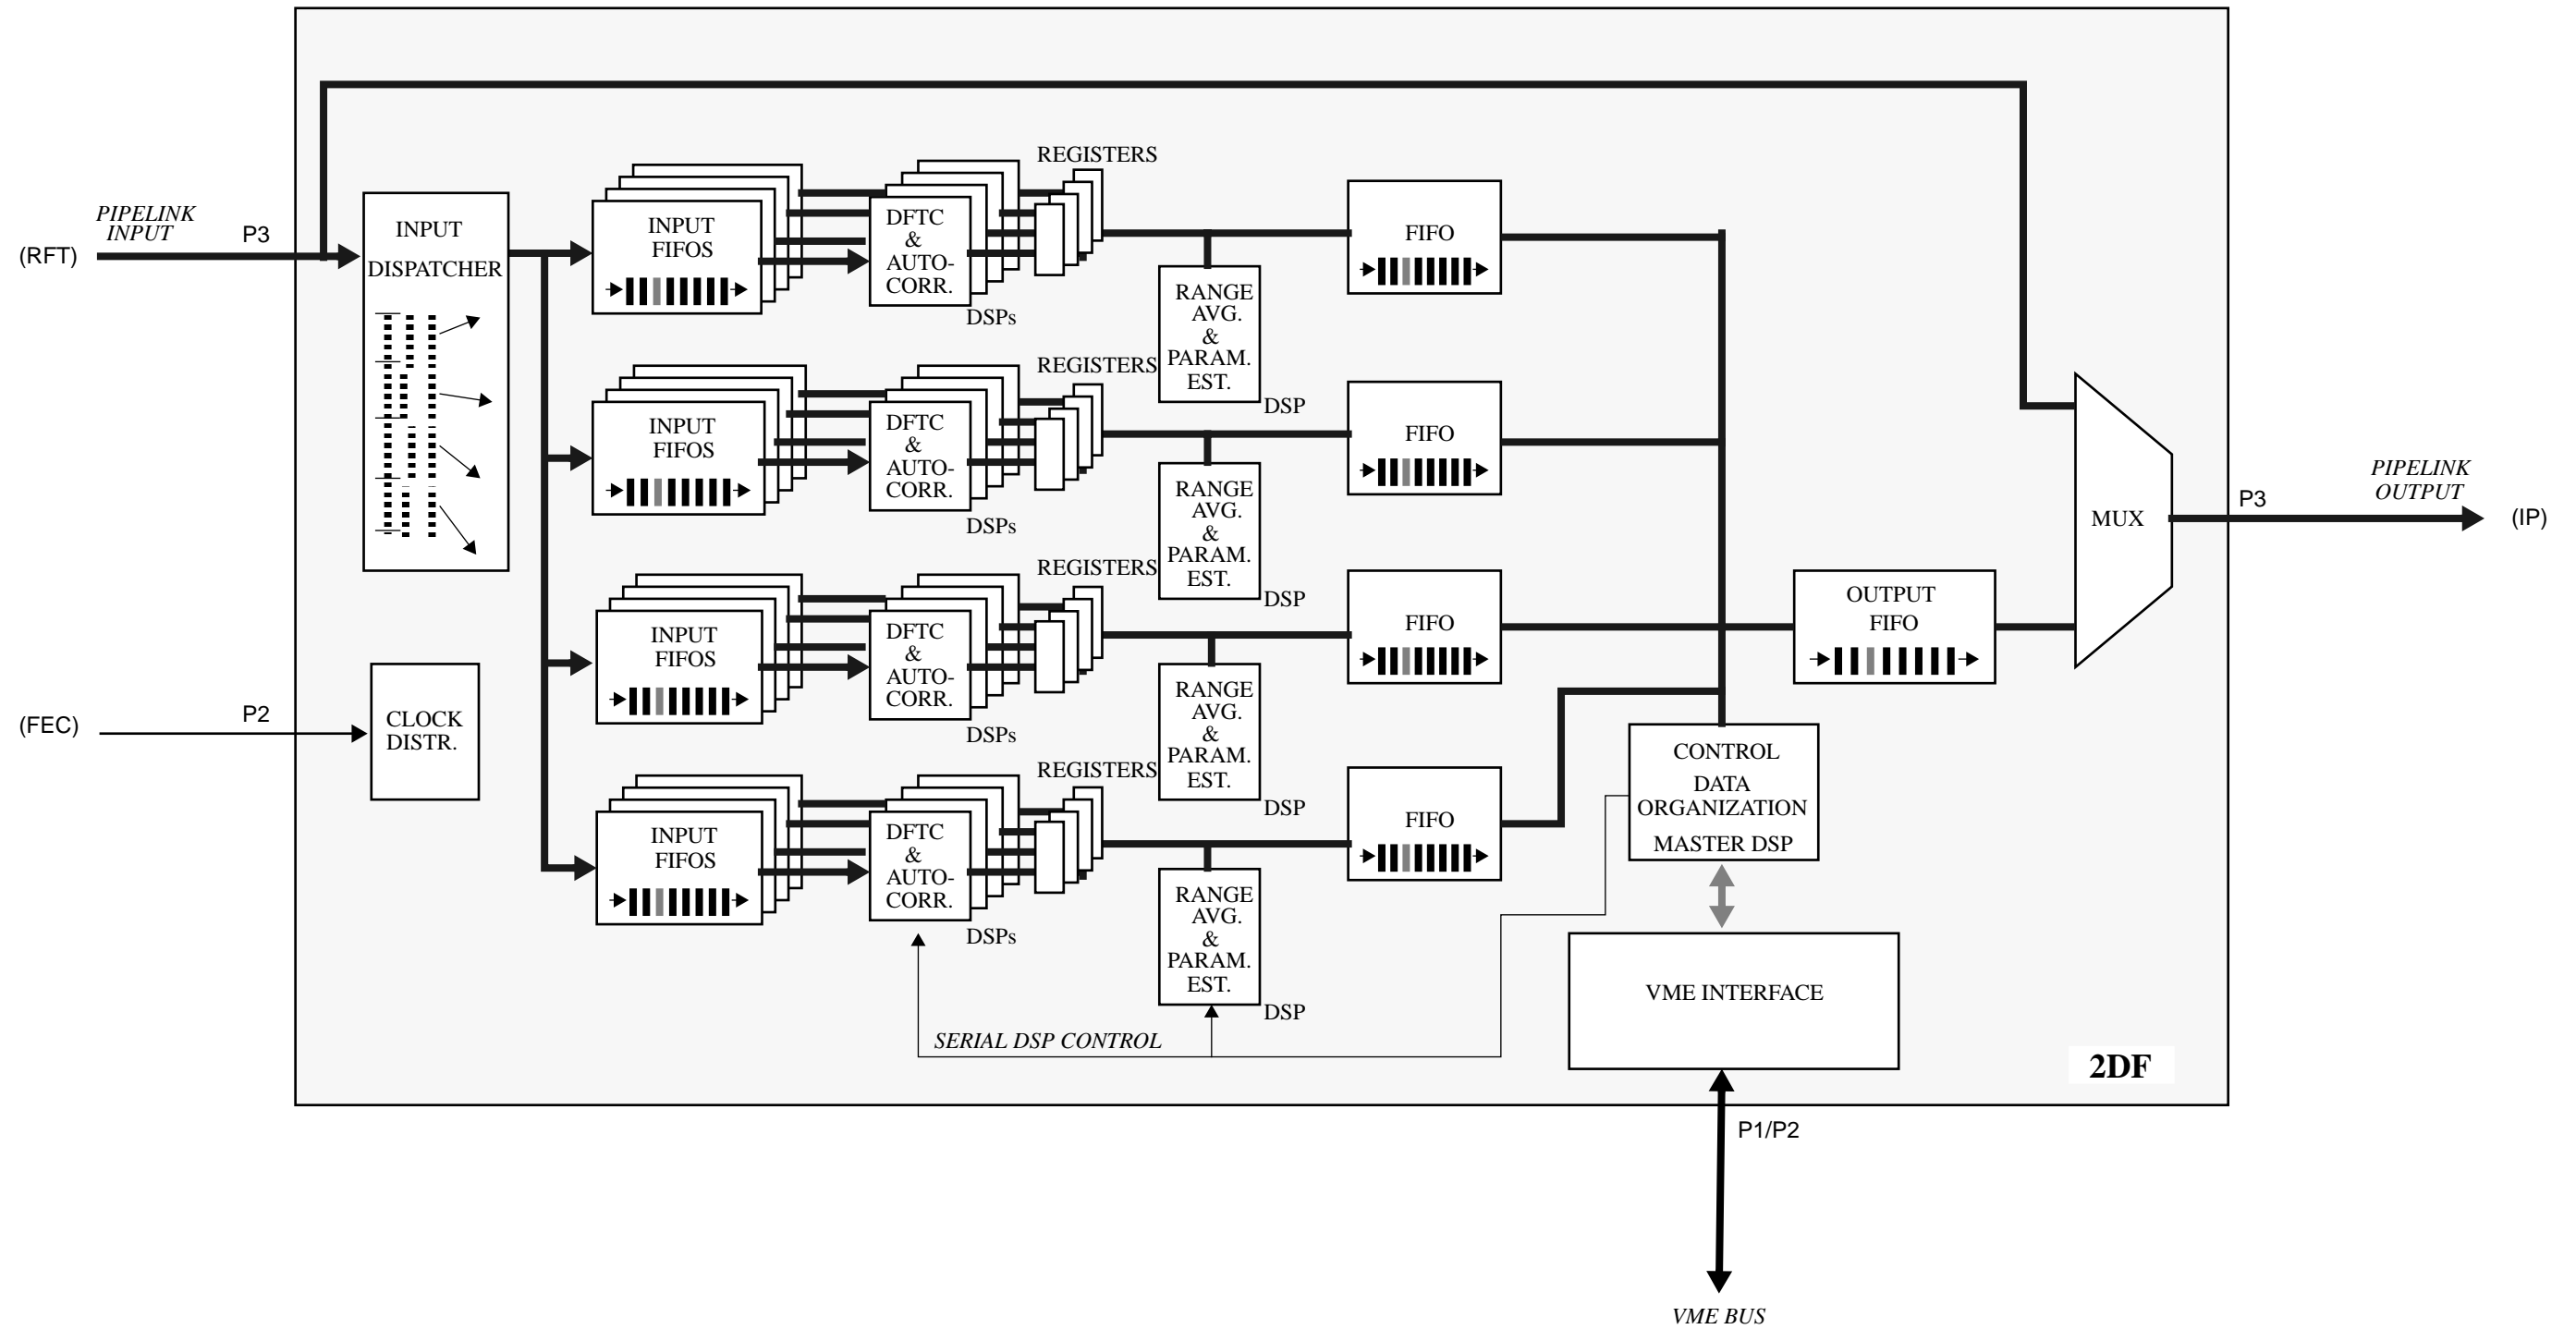 PIPELINK
INPUT
(RFT)
P3
INPUT
DISPATCHER
(FEC)
P2
CLOCK
DISTR.
INPUT
FIFOS
DFTC
&
AUTO-
CORR.
DSPs
REGISTERS
RANGE
AVG.
&
PARAM.
EST.
DSP
FIFO
INPUT
FIFOS
DFTC
&
AUTO-
CORR.
DSPs
REGISTERS
RANGE
AVG.
&
PARAM.
EST.
DSP
FIFO
INPUT
FIFOS
DFTC
&
AUTO-
CORR.
DSPs
REGISTERS
RANGE
AVG.
&
PARAM.
EST.
DSP
FIFO
INPUT
FIFOS
DFTC
&
AUTO-
CORR.
DSPs
REGISTERS
RANGE
AVG.
&
PARAM.
EST.
DSP
FIFO
SERIAL DSP CONTROL
OUTPUT
FIFO
CONTROL
DATA
ORGANIZATION
MASTER DSP
VME INTERFACE
MUX
P3
PIPELINK
OUTPUT
(IP)
2DF
P1/P2
VME BUS